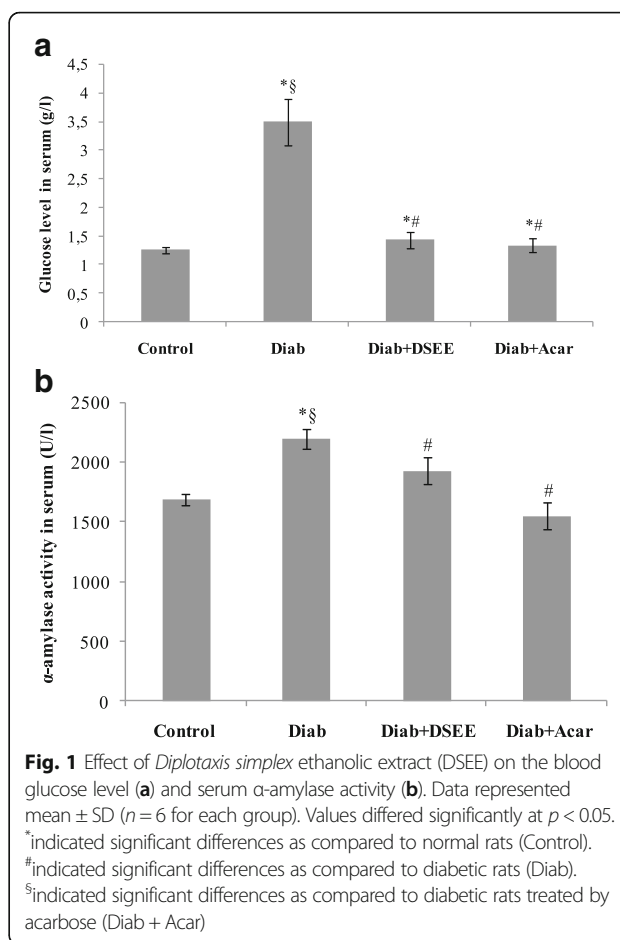 a
4,5
4
3,5
3
2,5
2
1,5
1
0,5
0
Glucose level in serum (g/l)
*§
*#
*#
Control Diab Diab+DSEE Diab+Acar
b
2500
2000
1500
1000
500
0
α-amylase activity in serum (U/l)
*§
#
#
Control Diab Diab+DSEE Diab+Acar
Fig. 1 Effect of Diplotaxis simplex ethanolic extract (DSEE) on the blood
glucose level (a) and serum α-amylase activity (b). Data represented
mean ± SD (n = 6 for each group). Values differed significantly at p < 0.05.
*indicated significant differences as compared to normal rats (Control).
#indicated significant differences as compared to diabetic rats (Diab).
§indicated significant differences as compared to diabetic rats treated by
acarbose (Diab + Acar)